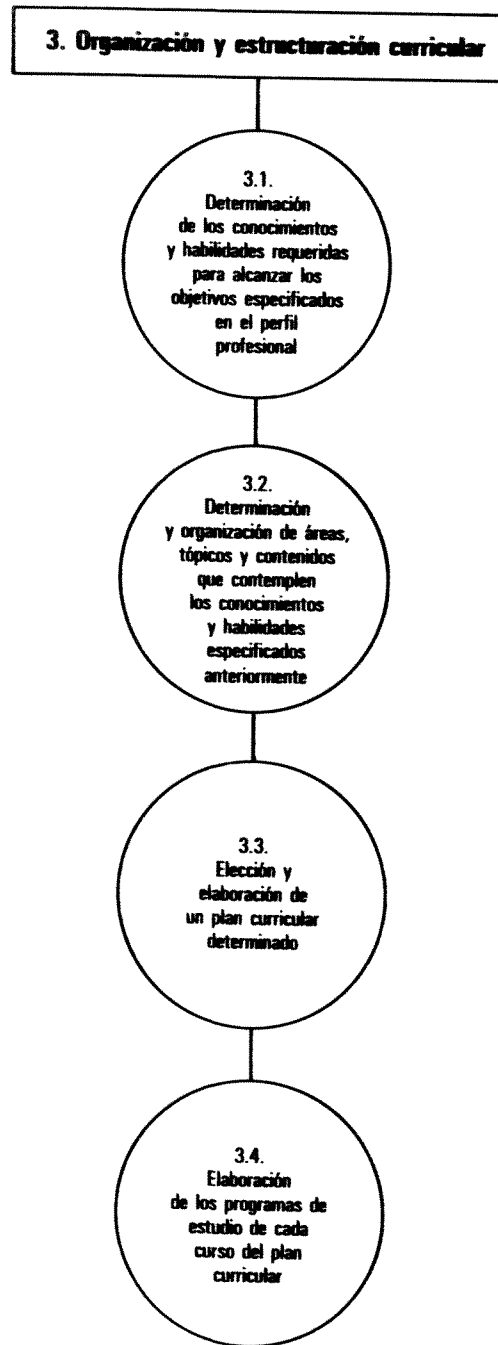 3. Organización y estructuración curricular
3.1.
Determinación
de los conocimientos
y habilidades requeridas
para alcanzar los
objetivos especificados
en el perfil
profesional
3.2.
Determinación
y organización de áreas,
tópicos y contenidos
que contemplen
los conocimientos
y habilidades
especificados
anteriormente
3.3.
Elección y
elaboración de
un plan curricular
determinado
3.4.
Elaboración
de los programas de
estudio de cada
curso del plan
curricular